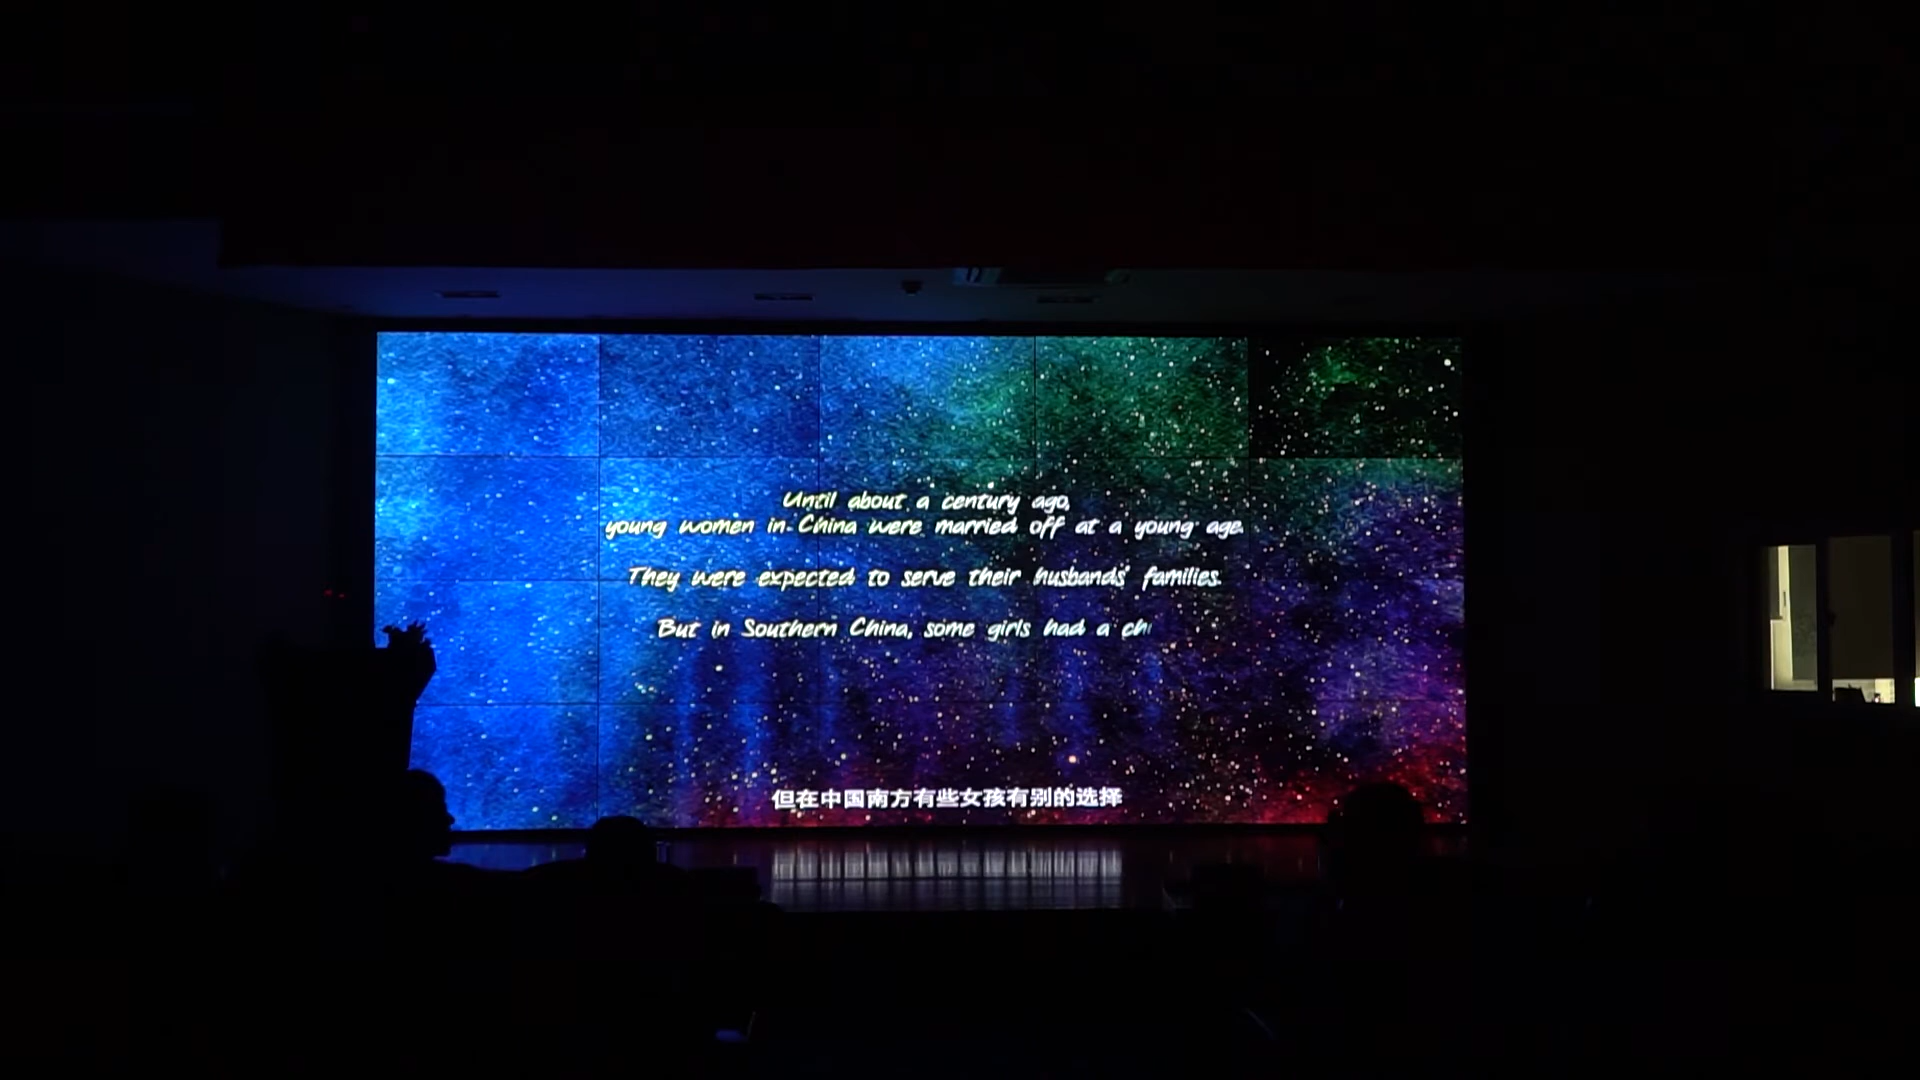 Until about a century ago,
young women in China were married off at a young age.
They were expected to serve their husbands' families.
But in Southern China, some girls had a ch
但在中国南方有些女孩有别的选择